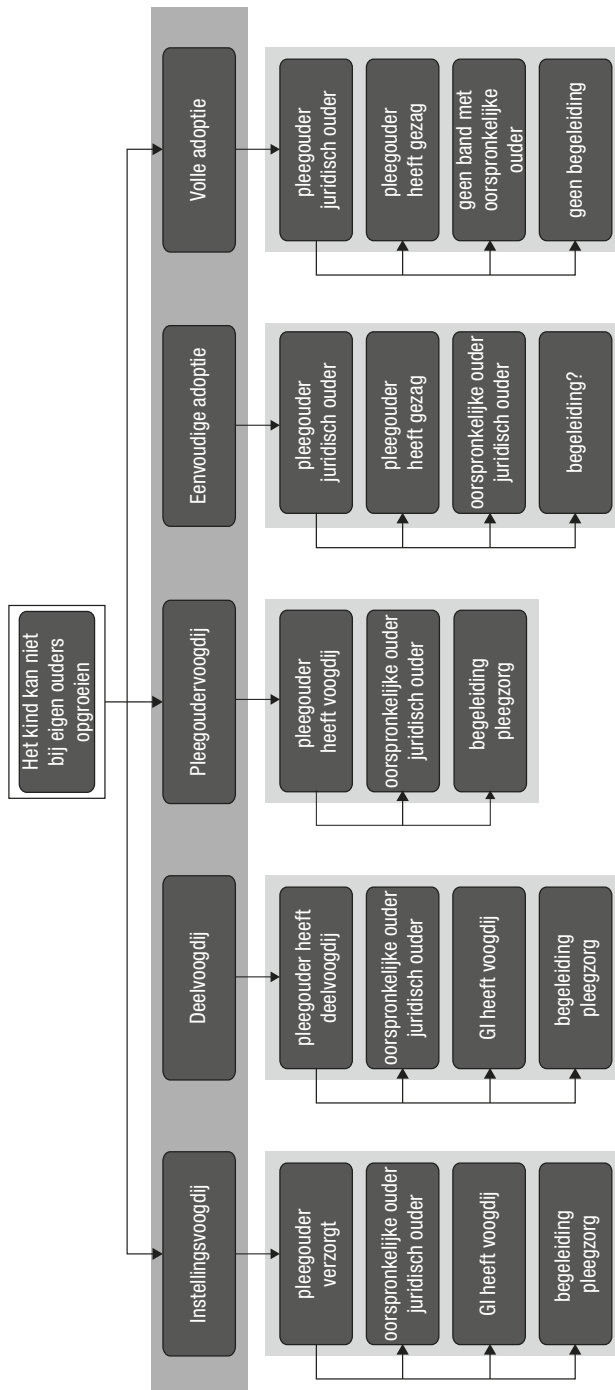 Het kind kan niet
bij eigen ouders
opgroeien
Instellingsvoogdij
Deelvoogdij
Pleegoudervoogdij
Eenvoudige adoptie
Volle adoptie
pleegouder
verzorgt
oorspronkelijke ouder
juridisch ouder
GI heeft voogdij
begeleiding
pleegzorg
pleegouder heeft
deelvoogdij
oorspronkelijke ouder
juridisch ouder
GI heeft voogdij
begeleiding
pleegzorg
pleegouder
heeft voogdij
oorspronkelijke ouder
juridisch ouder
begeleiding
pleegzorg
pleegouder
juridisch ouder
pleegouder
heeft gezag
oorspronkelijke ouder
juridisch ouder
begeleiding?
pleegouder
juridisch ouder
pleegouder
heeft gezag
geen band met
oorspronkelijke
ouder
geen begeleiding